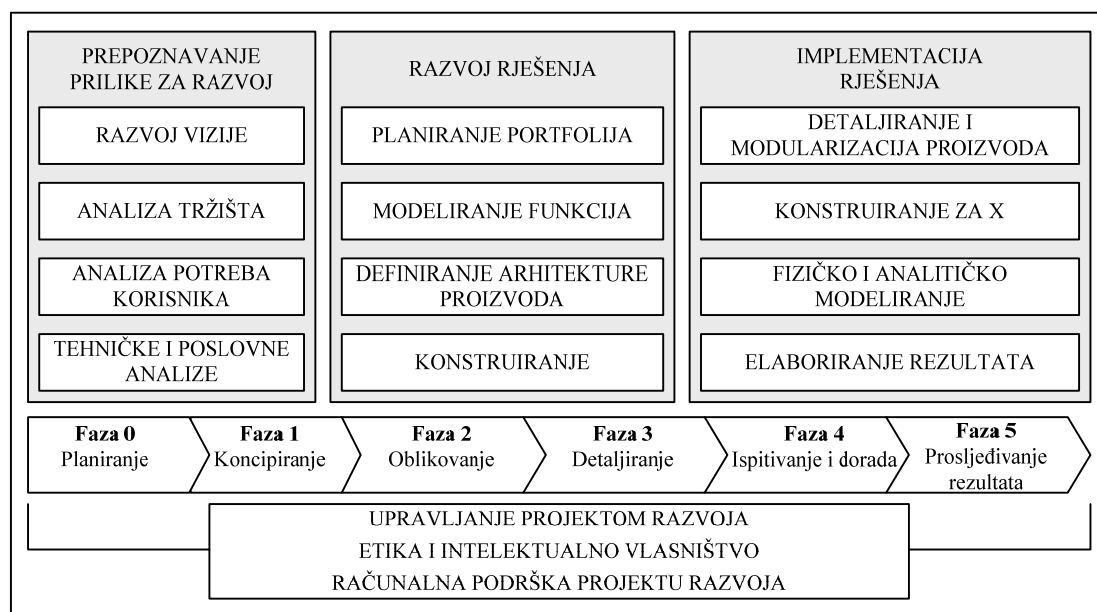 PREPOZNAVANJE
PRILIKE ZA RAZVOJ
RAZVOJ VIZIJE
ANALIZA TRŽIŠTA
ANALIZA POTREBA
KORISNIKA
TEHNIČKE I POSLOVNE
ANALIZE
RAZVOJ RJEŠENJA
PLANIRANJE PORTFOLIJA
MODELIRANJE FUNKCIJA
DEFINIRANJE ARHITEKTURE
PROIZVODA
KONSTRUIRANJE
IMPLEMENTACIJA
RJEŠENJA
DETALJIRANJE I
MODULARIZACIJA PROIZVODA
KONSTRUIRANJE ZA X
FIZIČKO I ANALITIČKO
MODELIRANJE
ELABORIRANJE REZULTATA
Faza 0
Planiranje
Faza 1
Koncipiranje
Faza 2
Oblikovanje
Faza 3
Detaljiranje
Faza 4
Ispitivanje i dorada
Faza 5
Prosljeđivanje
rezultata
UPRAVLJANJE PROJEKTOM RAZVOJA
ETIKA I INTELEKTUALNO VLASNIŠTVO
RAČUNALNA PODRŠKA PROJEKTU RAZVOJA